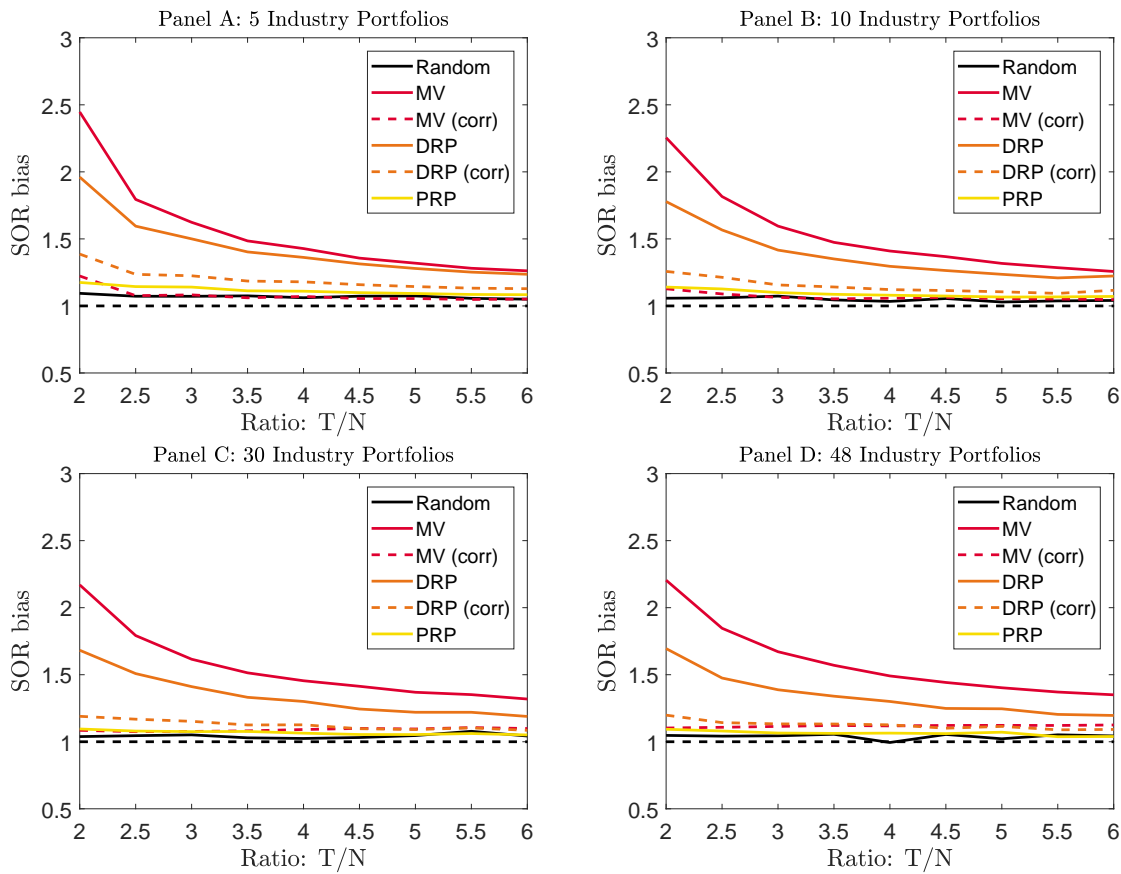 Panel A: 5 Industry Portfolios
3
2.5
2
1.5
1
0.5
SOR bias
Random
MV
MV (corr)
DRP
DRP (corr)
PRP
2 2.5 3 3.5 4 4.5 5 5.5 6
Ratio: T/N
Panel B: 10 Industry Portfolios
3
2.5
2
1.5
1
0.5
SOR bias
Random
MV
MV (corr)
DRP
DRP (corr)
PRP
2 2.5 3 3.5 4 4.5 5 5.5 6
Ratio: T/N
Panel C: 30 Industry Portfolios
3
2.5
2
1.5
1
0.5
SOR bias
Random
MV
MV (corr)
DRP
DRP (corr)
PRP
2 2.5 3 3.5 4 4.5 5 5.5 6
Ratio: T/N
Panel D: 48 Industry Portfolios
3
2.5
2
1.5
1
0.5
SOR bias
Random
MV
MV (corr)
DRP
DRP (corr)
PRP
2 2.5 3 3.5 4 4.5 5 5.5 6
Ratio: T/N